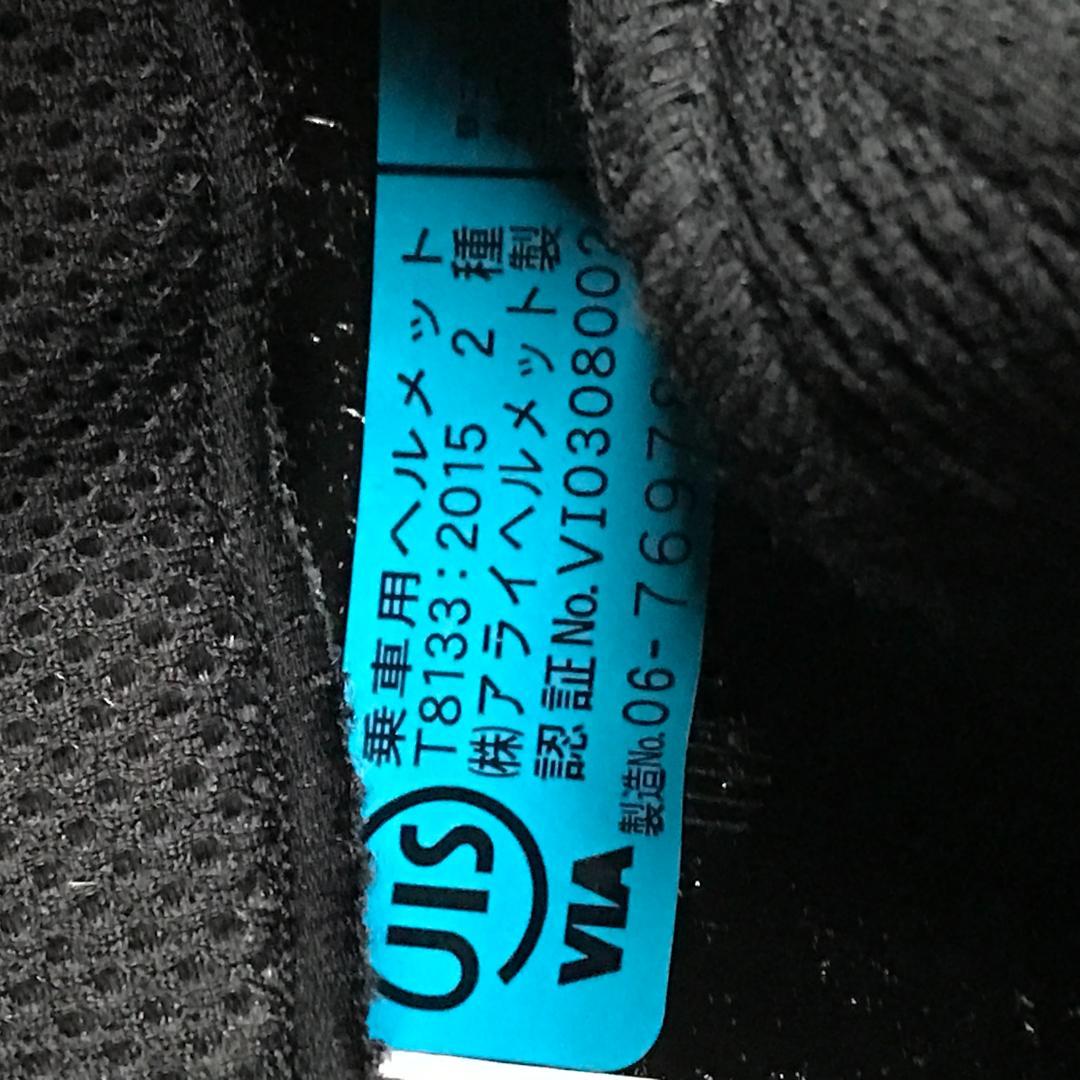 乗車用ヘルメット
T8133:2015 2種
㈱アライヘルメット製
認証No.VI0308002
製造No.06-7697
JIS
VIA